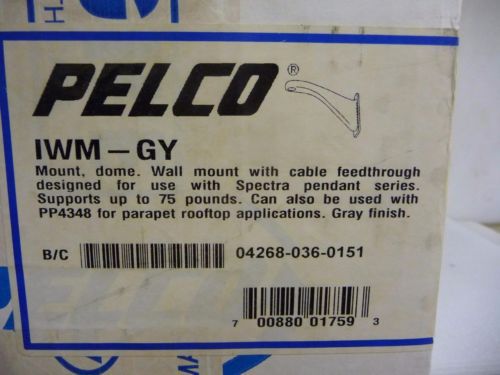 PELCO®
IWM-GY
Mount, dome. Wall mount with cable feedthrough
designed for use with Spectra pendant series.
Supports up to 75 pounds. Can also be used with
PP4348 for parapet rooftop applications. Gray finish.
B/C 04268-036-0151
7 00880 01759 3